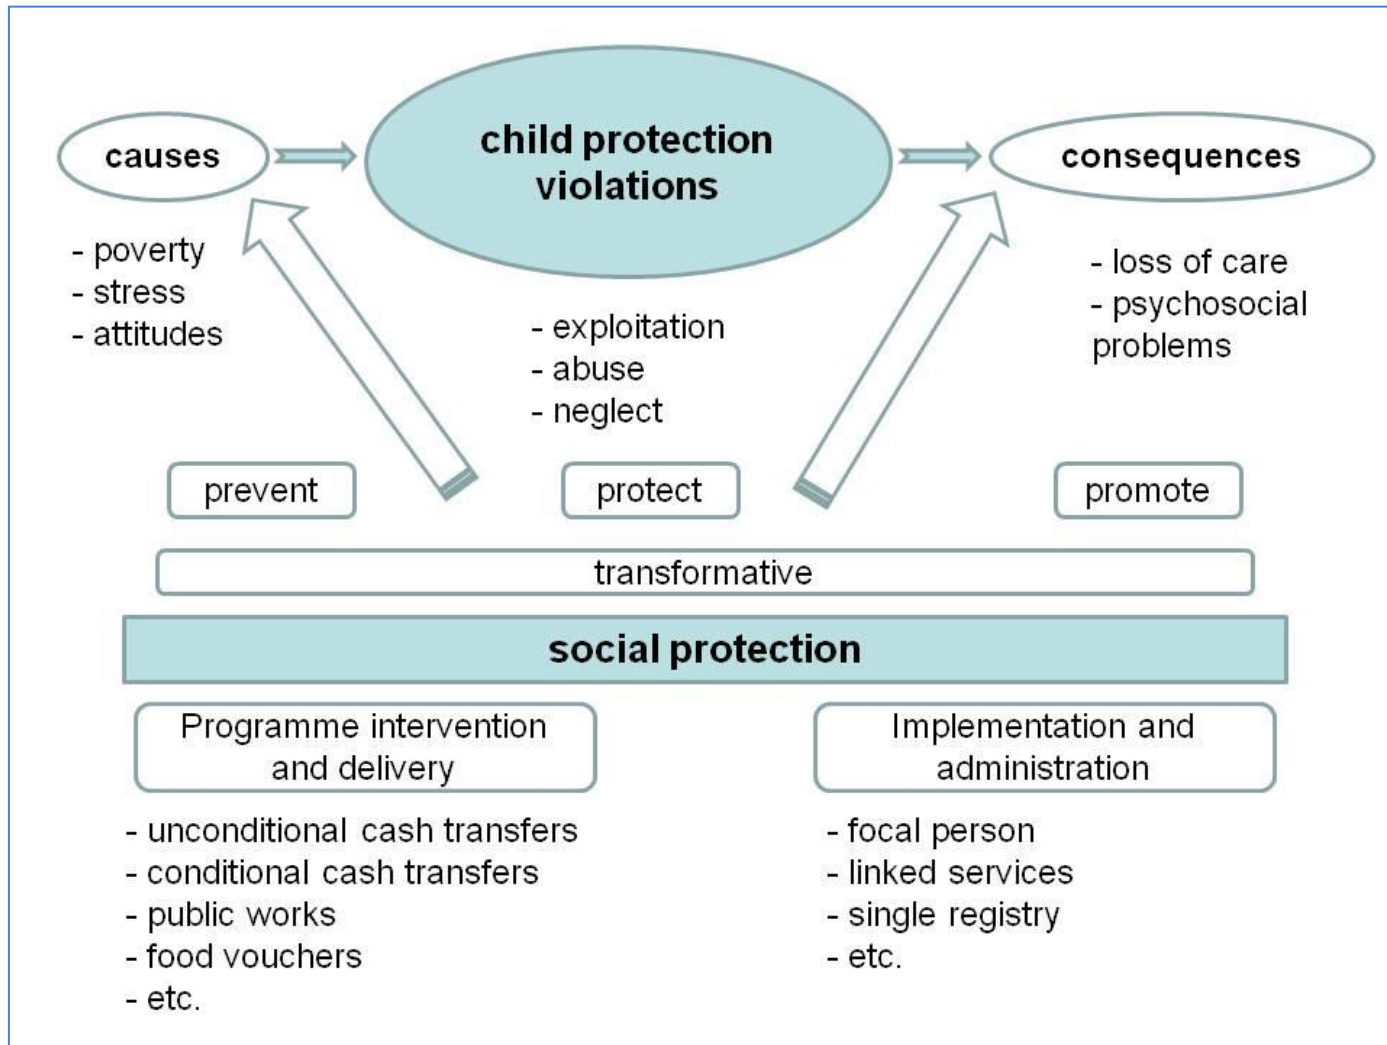 causes
child protection
violations
consequences
- poverty
- stress
- attitudes
- exploitation
- abuse
- neglect
- loss of care
- psychosocial
problems
prevent
protect
promote
transformative
social protection
Programme intervention
and delivery
- unconditional cash transfers
- conditional cash transfers
- public works
- food vouchers
- etc.
Implementation and
administration
- focal person
- linked services
- single registry
- etc.